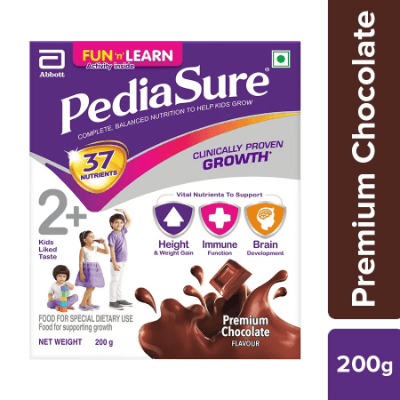 FUN 'n' LEARN
Activity inside
Abbott
PediaSure
COMPLETE, BALANCED NUTRITION TO HELP KIDS GROW
37
NUTRIENTS
CLINICALLY PROVEN
GROWTH*
2+
Kids
Liked
Taste
Vital Nutrients To Support
Height
& Weight Gain
Immune
Function
Brain
Development
Premium
Chocolate
FLAVOUR
FOOD FOR SPECIAL DIETARY USE
Food for supporting growth
NET WEIGHT 200 g
Premium Chocolate
200g